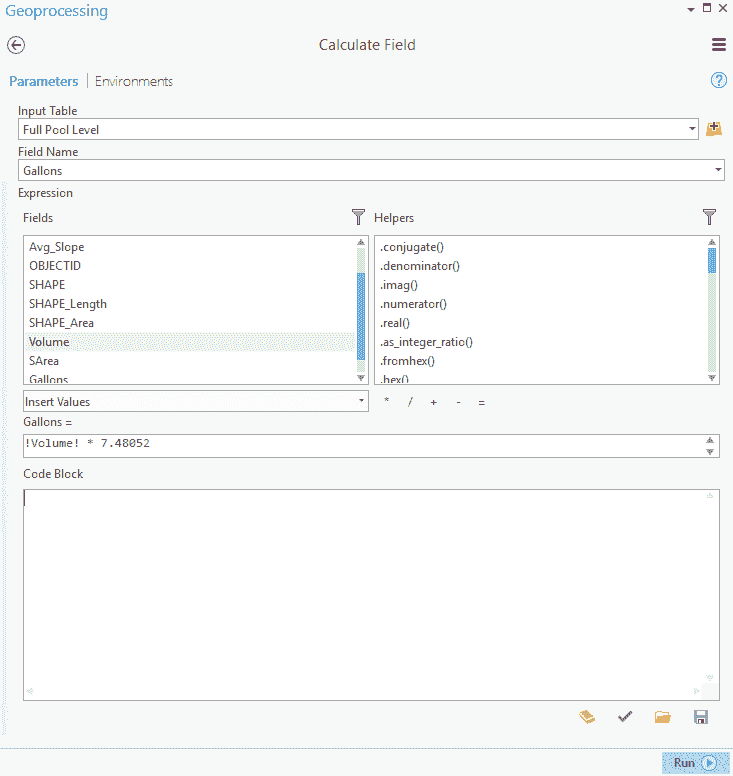 Geoprocessing
Calculate Field
Parameters | Environments
Input Table
Full Pool Level
Field Name
Gallons
Expression
Fields
Helpers
Avg_Slope
OBJECTID
SHAPE
SHAPE_Length
SHAPE_Area
Volume
SArea
Gallons
.conjugate()
.denominator()
.imag()
.numerator()
.real()
.as_integer_ratio()
.fromhex()
.hex()
Insert Values
* / + - =
Gallons =
!Volume! * 7.48052
Code Block
Run